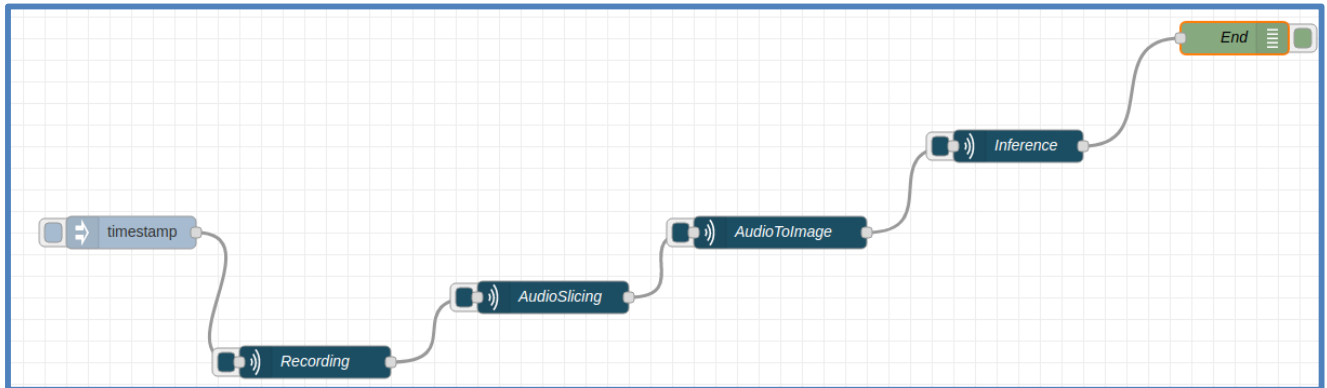 End
Inference
timestamp
AudioToImage
AudioSlicing
Recording